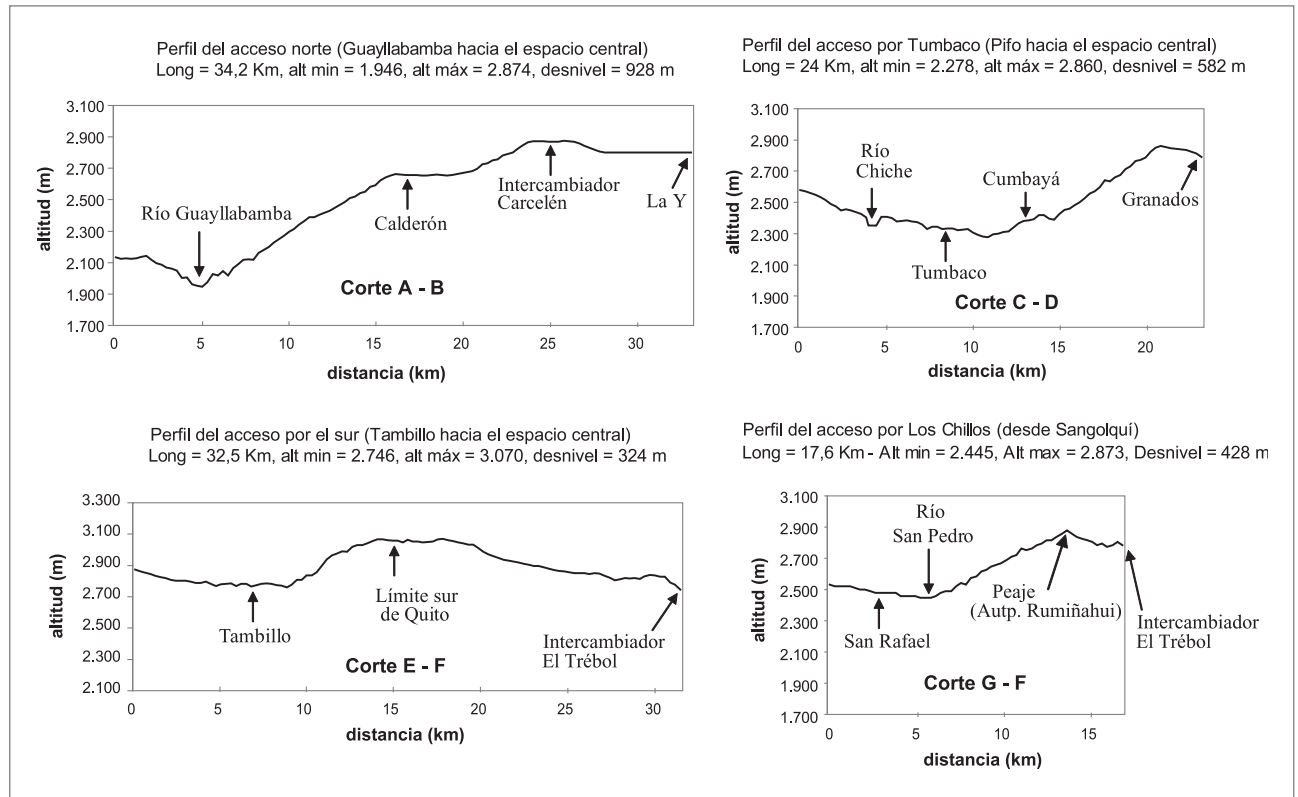 Perfil del acceso norte (Guayllabamba hacia el espacio central)
Long = 34,2 Km, alt min = 1.946, alt máx = 2.874, desnivel = 928 m
3.100
2.900
2.700
2.500
2.300
2.100
1.900
1.700
altitud (m)
Río Guayllabamba
Calderón
Intercambiador
Carcelén
La Y
Corte A - B
0 5 10 15 20 25 30
distancia (km)
Perfil del acceso por Tumbaco (Pifo hacia el espacio central)
Long = 24 Km, alt min = 2.278, alt máx = 2.860, desnivel = 582 m
3.100
2.900
2.700
2.500
2.300
2.100
1.900
1.700
altitud (m)
Río
Chiche
Cumbayá
Tumbaco
Granados
Corte C - D
0 5 10 15 20
distancia (km)
Perfil del acceso por el sur (Tambillo hacia el espacio central)
Long = 32,5 Km, alt min = 2.746, alt máx = 3.070, desnivel = 324 m
3.300
3.100
2.900
2.700
2.500
2.300
2.100
altitud (m)
Tambillo
Límite sur
de Quito
Intercambiador
El Trébol
Corte E - F
0 5 10 15 20 25 30
distancia (km)
Perfil del acceso por Los Chillos (desde Sangolquí)
Long = 17,6 Km - Alt min = 2.445, Alt max = 2.873, Desnivel = 428 m
3.100
2.900
2.700
2.500
2.300
2.100
1.900
1.700
altitud (m)
Río
San Pedro
San Rafael
Peaje
(Autp. Rumiñahui)
Intercambiador
El Trébol
Corte G - F
0 5 10 15
distancia (km)